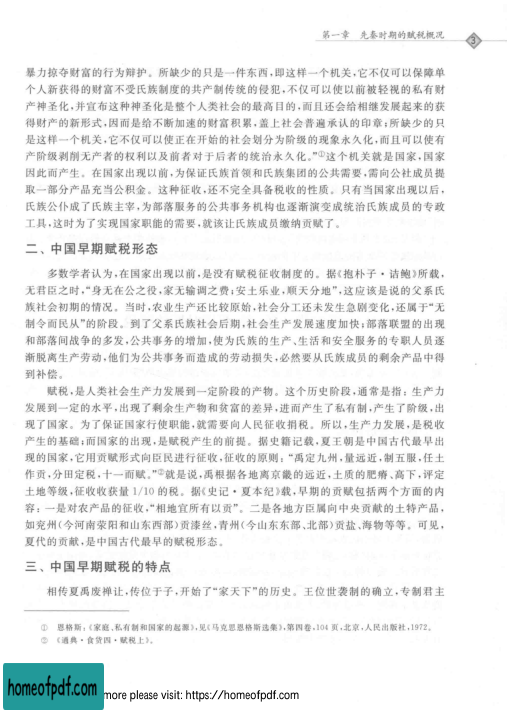 第一章 先秦时期的赋税概况
3
暴力掠夺财富的行为辩护。所缺少的只是一件东西,即这样一个机关,它不仅可以保障单
个人新获得的财富不受氏族制度的共产制传统的侵犯,不仅可以使以前被轻视的私有财
产神圣化,并宣布这种神圣化是整个人类社会的最高目的,而且还会给相继发展起来的获
得财产的新形式,因而是给不断加速的财富积累,盖上社会普遍承认的印章;所缺少的只
是这样一个机关,它不仅可以使正在开始的社会划分为阶级的现象永久化,而且可以使有
产阶级剥削无产者的权利以及前者对于后者的统治永久化。”①这个机关就是国家,国家
因此而产生。在国家出现以前,为保证氏族首领和氏族集团的公共需要,需向公社成员提
取一部分产品充当公积金。这种征收,还不完全具备税收的性质。只有当国家出现以后,
氏族公仆成了氏族主宰,为部落服务的公共事务机构也逐渐演变成统治氏族成员的专政
工具,这时为了实现国家职能的需要,就该让氏族成员缴纳贡赋了。
二、中国早期赋税形态
多数学者认为,在国家出现以前,是没有赋税征收制度的。据《抱朴子·诘鲍》所载,
无君臣之时,“身无在公之役,家无输调之费;安土乐业,顺天分地”,这应该是说的父系氏
族社会初期的情况。当时,农业生产还比较原始,社会分工还未发生急剧变化,还属于“无
制令而民从”的阶段。到了父系氏族社会后期,社会生产发展速度加快;部落联盟的出现
和部落间战争的多发,公共事务的增加,使为氏族的生产、生活和安全服务的专职人员逐
渐脱离生产劳动,他们为公共事务而造成的劳动损失,必然要从氏族成员的剩余产品中得
到补偿。
赋税,是人类社会生产力发展到一定阶段的产物。这个历史阶段,通常是指:生产力
发展到一定的水平,出现了剩余生产物和贫富的差异,进而产生了私有制,产生了阶级,出
现了国家。为了保证国家行使职能,就需要向人民征收捐税。所以,生产力发展,是税收
产生的基础;而国家的出现,是赋税产生的前提。据史籍记载,夏王朝是中国古代最早出
现的国家,它用贡赋形式向臣民进行征收,征收的原则:“禹定九州,量远近,制五服,任土
作贡,分田定税,十一而赋。”②就是说,禹根据各地离京畿的远近,土质的肥瘠、高下,评定
土地等级,征收收获量 1/10 的税。据《史记·夏本纪》载,早期的贡赋包括两个方面的内
容:一是对农产品的征收,“相地宜所有以贡”。二是各地方臣属向中央贡献的土特产品,
如兖州(今河南荥阳和山东西部)贡漆丝,青州(今山东东部、北部)贡盐、海物等等。可见,
夏代的贡献,是中国古代最早的赋税形态。
三、中国早期赋税的特点
相传夏禹废禅让,传位于子,开始了“家天下”的历史。王位世袭制的确立,专制君主
① 恩格斯:《家庭、私有制和国家的起源》,见《马克思恩格斯选集》,第四卷,104 页,北京,人民出版社,1972。
② 《通典·食货四·赋税上》。
homeofpdf.com
more please visit: https://homeofpdf.com